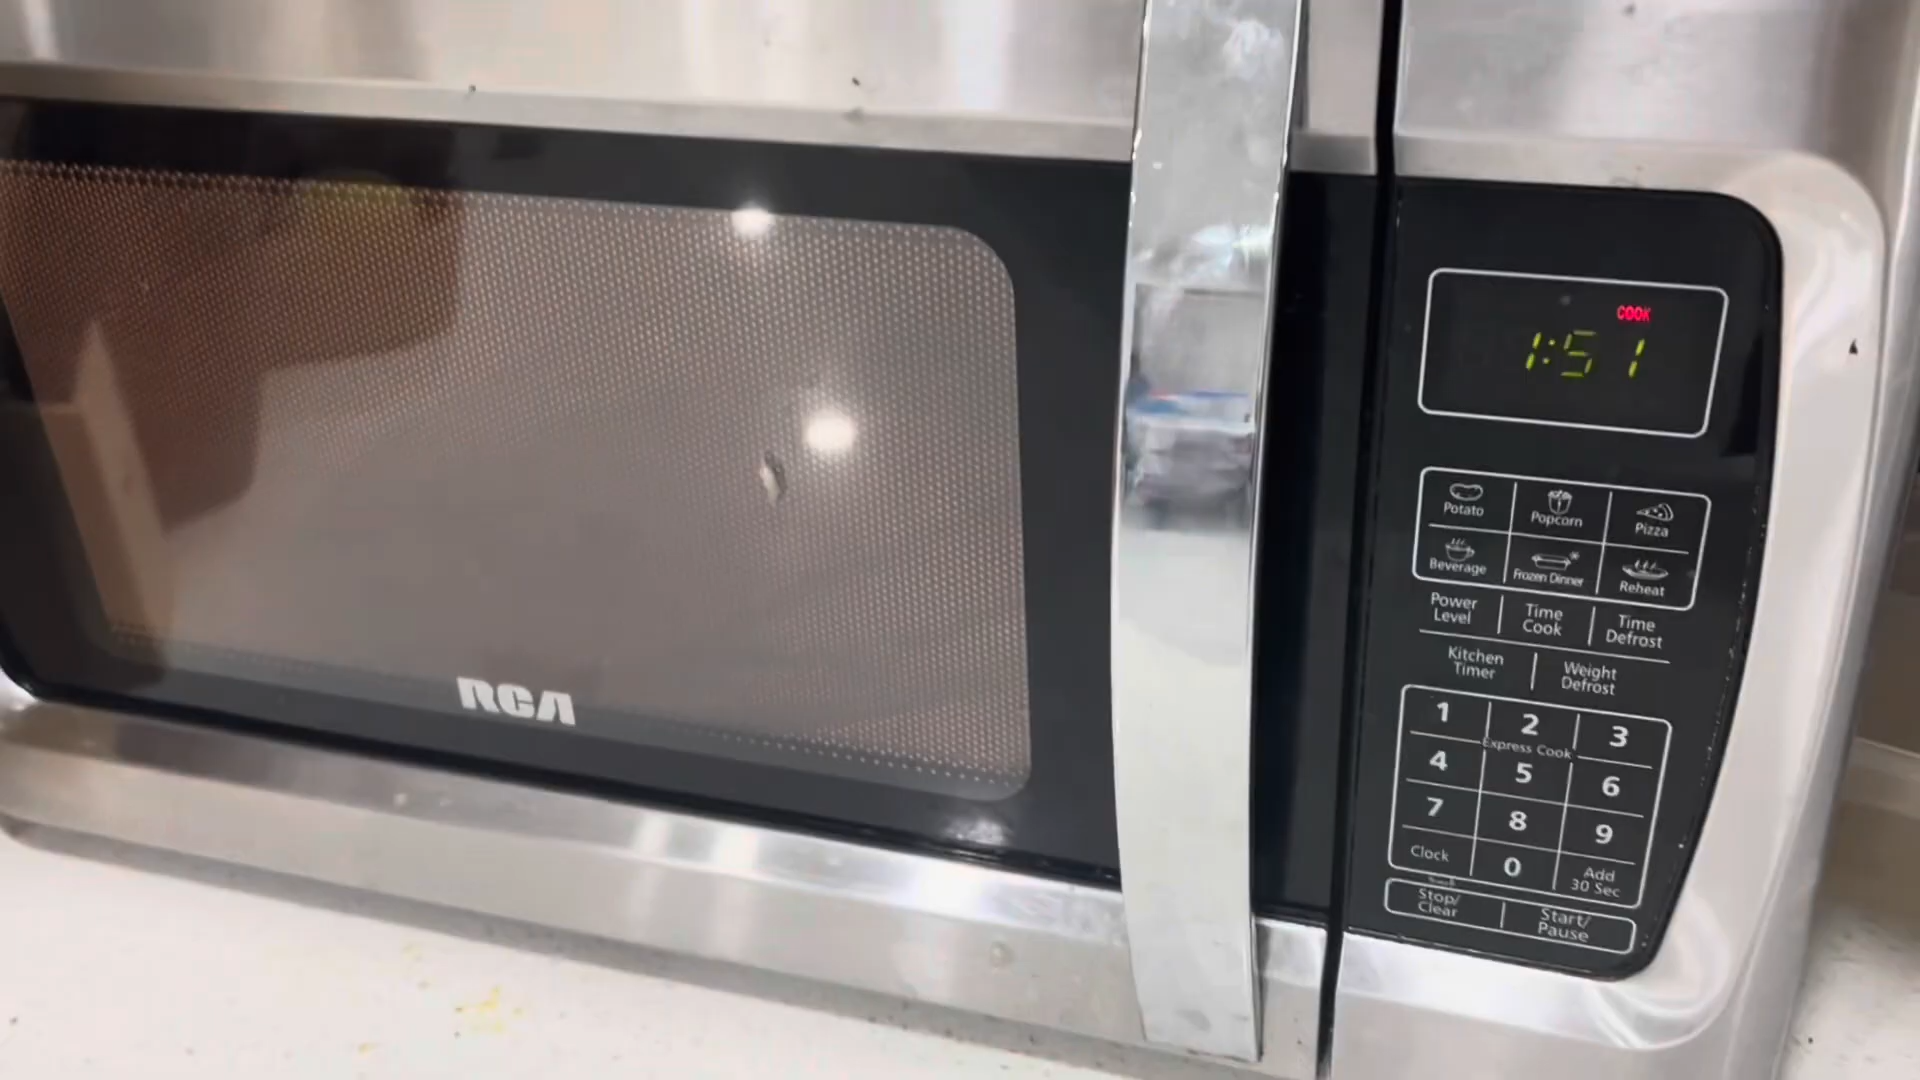 COOK
1:51
Potato Popcorn Pizza
Beverage Frozen Dinner Reheat
Power Level Time Cook Time Defrost
Kitchen Timer Weight Defrost
1 2 3
Express Cook
4 5 6
7 8 9
Clock 0 Add 30 Sec
Stop/Clear Start/Pause
RCA